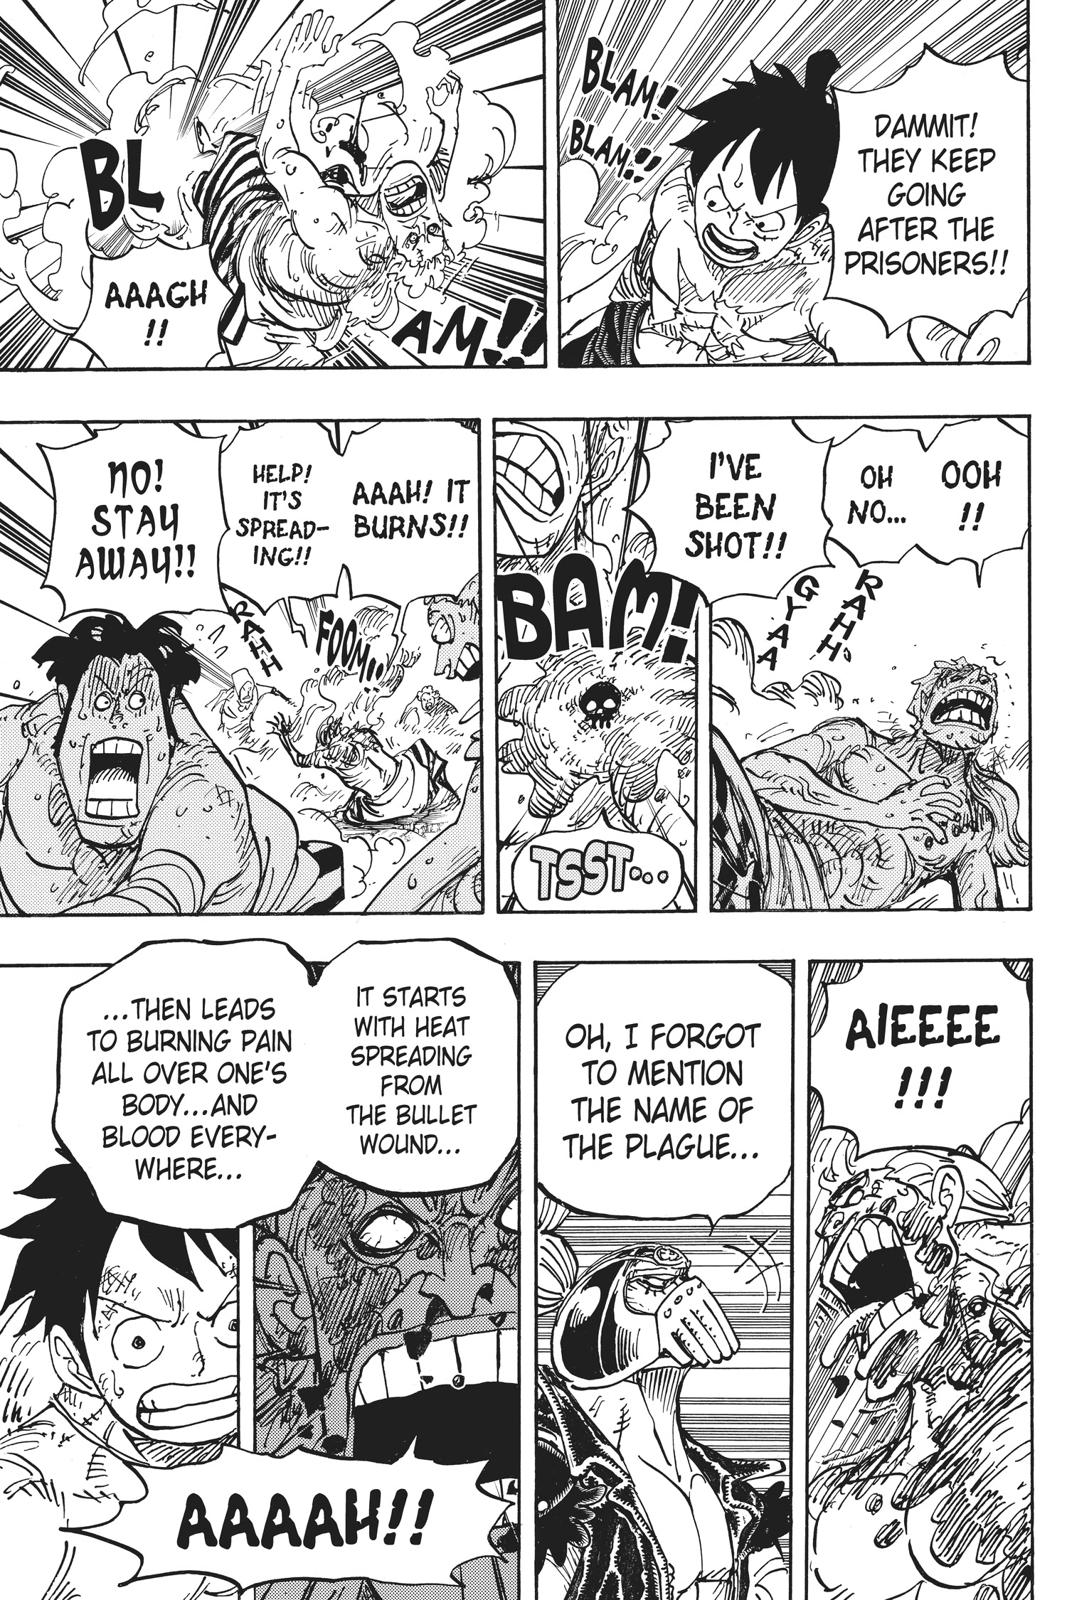 BLAM!
BLAM!!
DAMMIT!
THEY KEEP
GOING
AFTER THE
PRISONERS!!
BL
AM!!
AAAGH
!!
OOH
!!
OH
NO...
I'VE
BEEN
SHOT!!
RAHH
GYAA
BAM!
TSST...
AAAH! IT
BURNS!!
HELP!
IT'S
SPREAD-
ING!!
FOOM!!
RAHH
NO!
STAY
AWAY!!
AIEEEE
!!!
OH, I FORGOT
TO MENTION
THE NAME OF
THE PLAGUE...
IT STARTS
WITH HEAT
SPREADING
FROM
THE BULLET
WOUND...
...THEN LEADS
TO BURNING PAIN
ALL OVER ONE'S
BODY...AND
BLOOD EVERY-
WHERE...
AAAAH!!